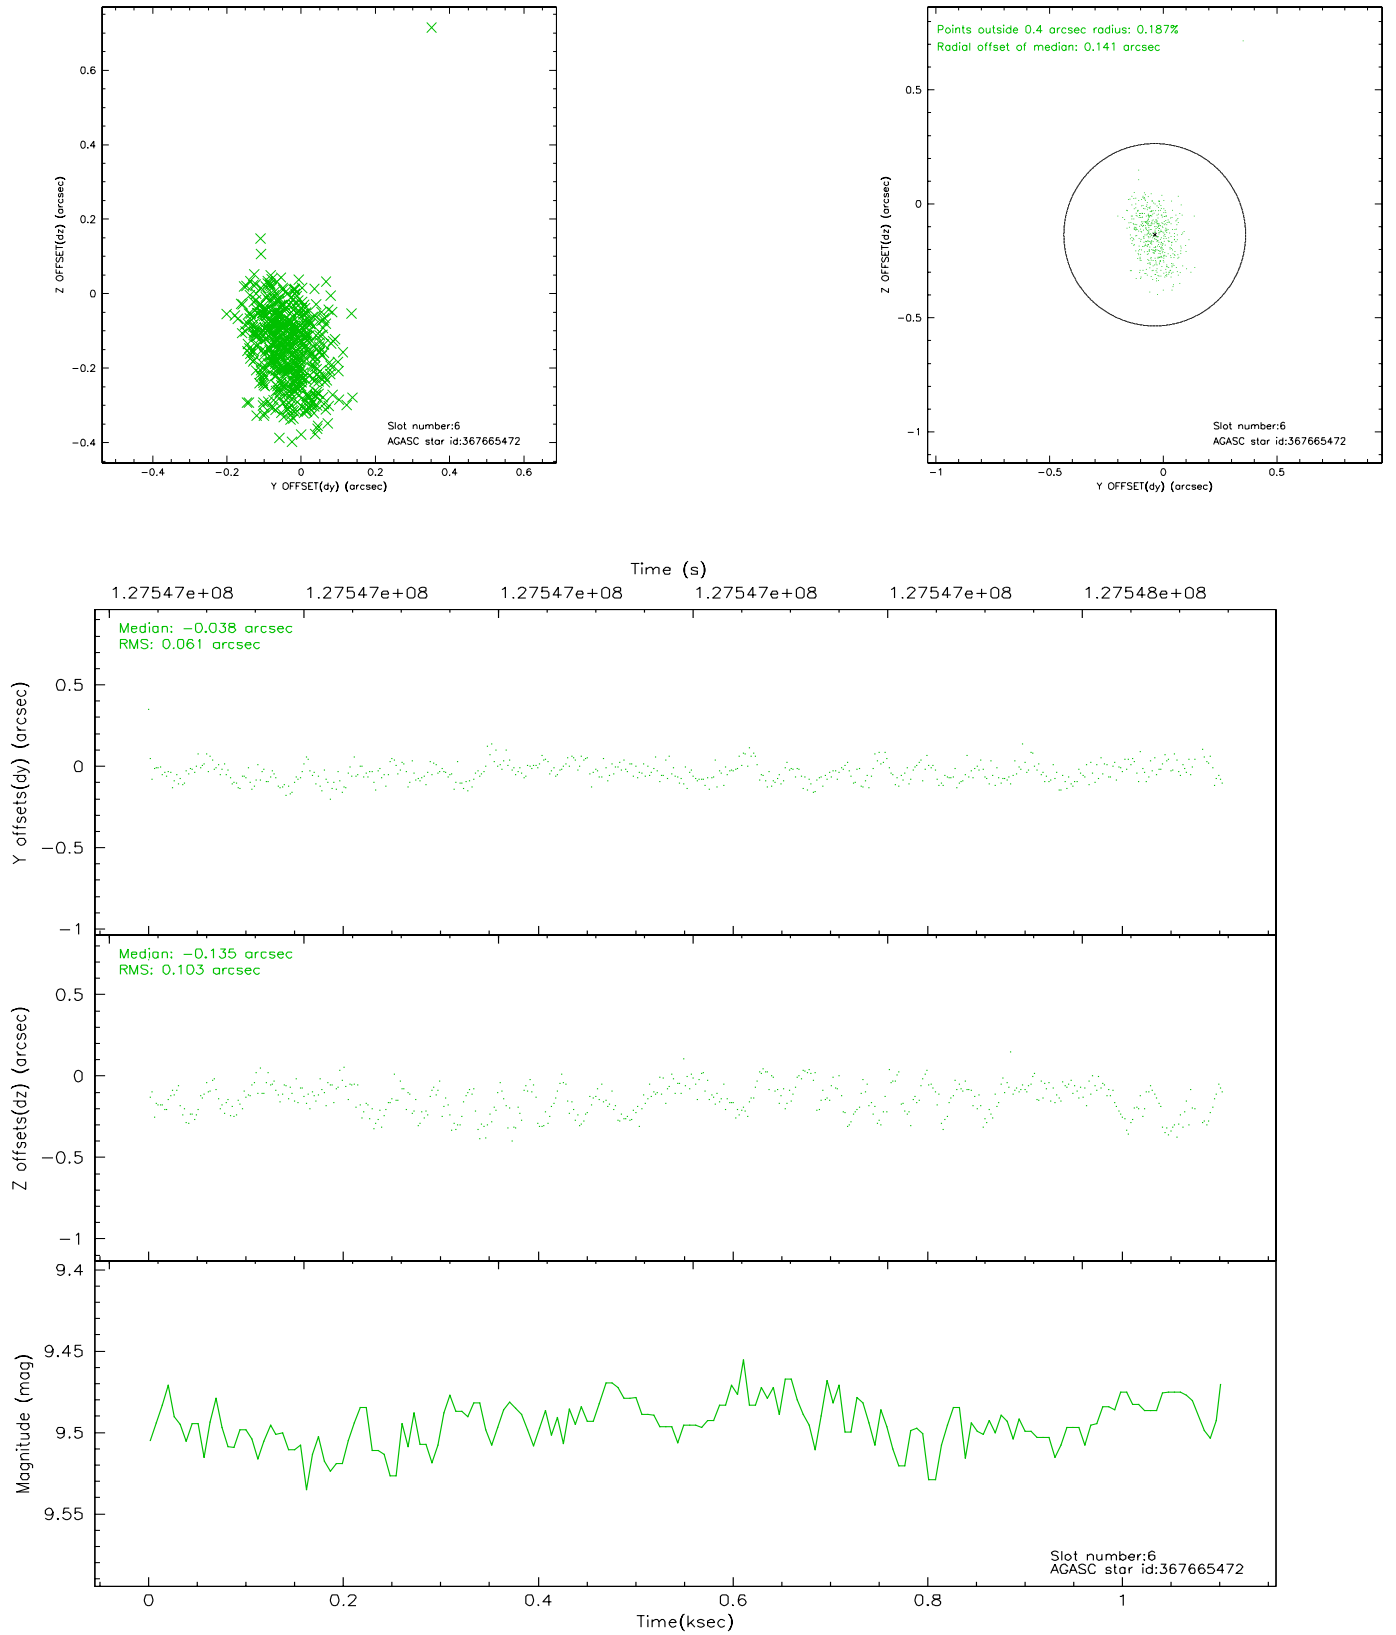 0.6
0.4
0.2
0
-0.2
-0.4
Z OFFSET(dz) (arcsec)
Slot number:6
AGASC star id:367665472
-0.4 -0.2 0 0.2 0.4 0.6
Y OFFSET(dy) (arcsec)
Points outside 0.4 arcsec radius: 0.187%
Radial offset of median: 0.141 arcsec
0.5
0
-0.5
-1
Z OFFSET(dz) (arcsec)
Slot number:6
AGASC star id:367665472
-1 -0.5 0 0.5
Y OFFSET(dy) (arcsec)
Time (s)
1.27547e+08 1.27547e+08 1.27547e+08 1.27547e+08 1.27547e+08 1.27548e+08
Median: -0.038 arcsec
RMS: 0.061 arcsec
0.5
0
-0.5
-1
Y offsets(dy) (arcsec)
Median: -0.135 arcsec
RMS: 0.103 arcsec
0.5
0
-0.5
-1
Z offsets(dz) (arcsec)
9.4
9.45
9.5
9.55
Magnitude (mag)
Slot number:6
AGASC star id:367665472
0 0.2 0.4 0.6 0.8 1
Time(ksec)